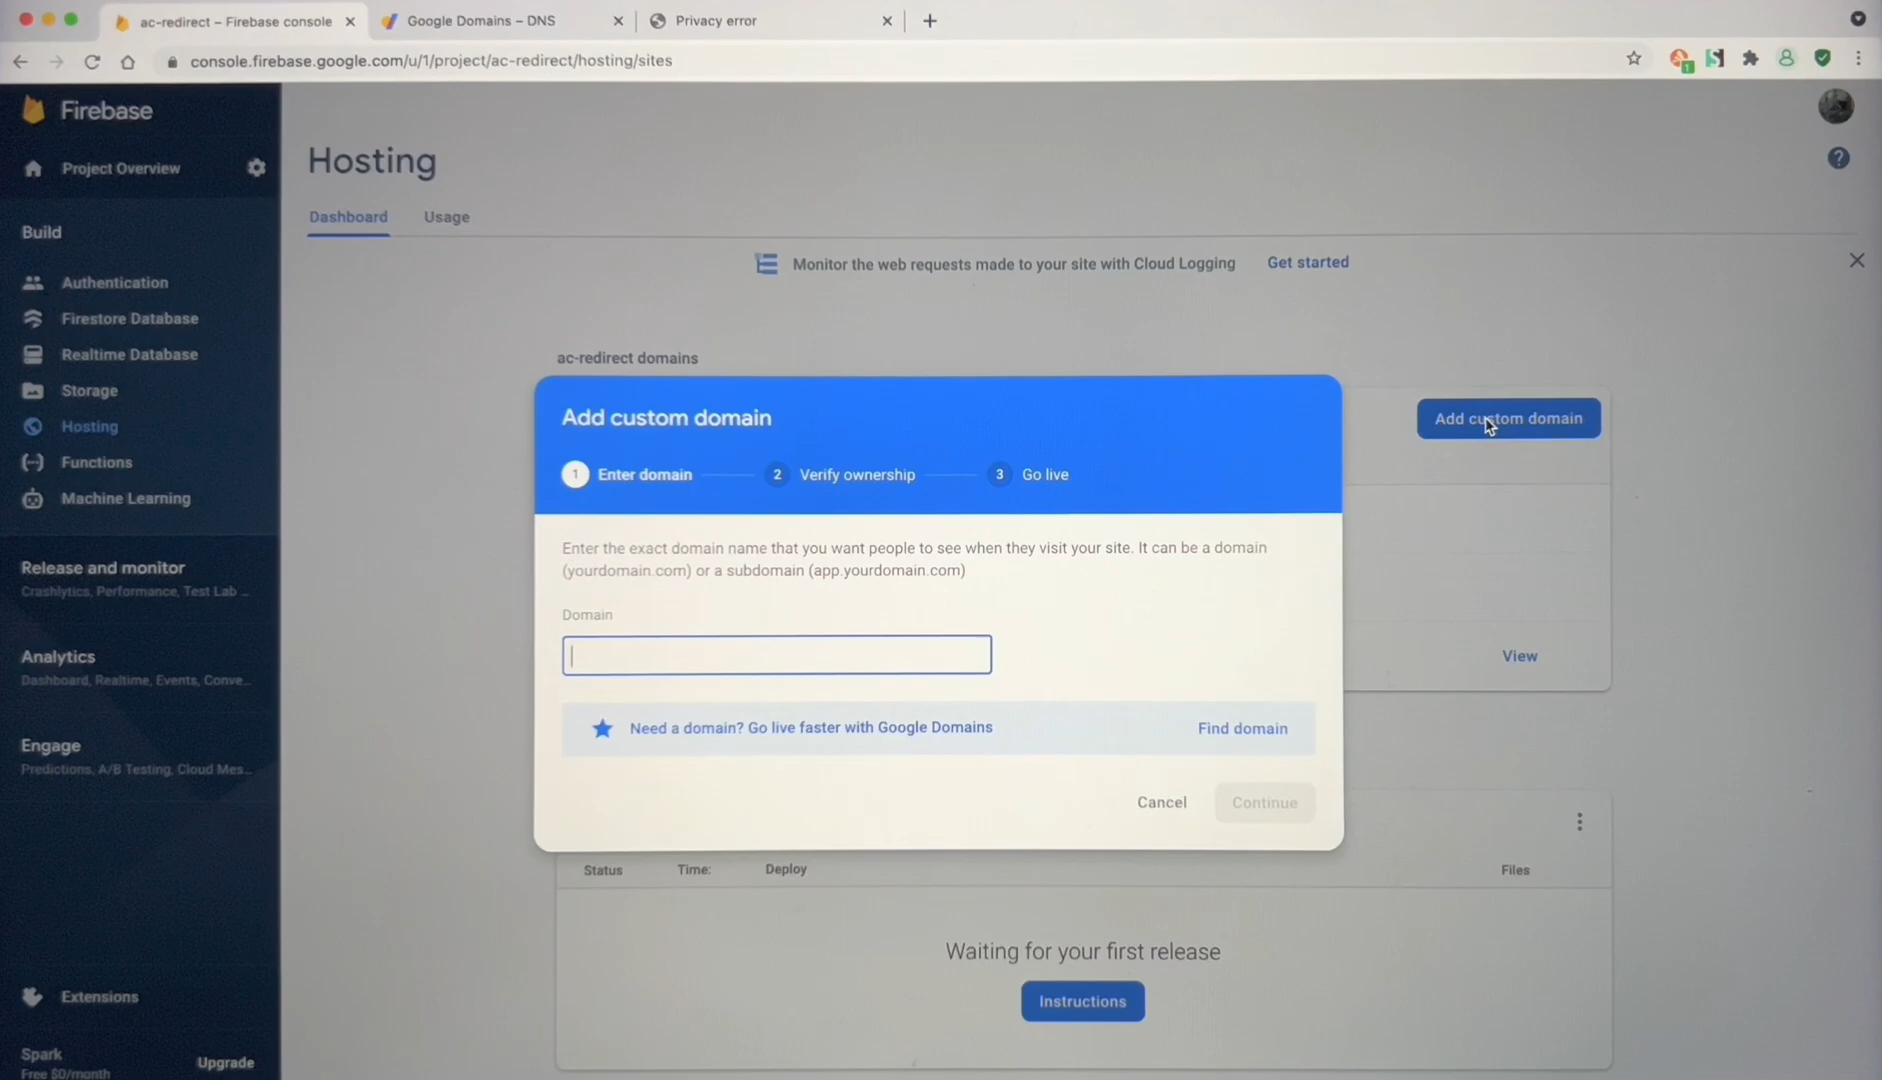 ac-redirect – Firebase console
Google Domains – DNS
Privacy error
console.firebase.google.com/u/1/project/ac-redirect/hosting/sites
1
Firebase
Project Overview
Build
Authentication
Firestore Database
Realtime Database
Storage
Hosting
Functions
Machine Learning
Release and monitor
Crashlytics, Performance, Test Lab ...
Analytics
Dashboard, Realtime, Events, Conve...
Engage
Predictions, A/B Testing, Cloud Mes...
Extensions
Spark
Free $0/month
Upgrade
Hosting
Dashboard
Usage
Monitor the web requests made to your site with Cloud Logging
Get started
ac-redirect domains
Add custom domain
Add custom domain
1 Enter domain
2 Verify ownership
3 Go live
Enter the exact domain name that you want people to see when they visit your site. It can be a domain
(yourdomain.com) or a subdomain (app.yourdomain.com)
Domain
Need a domain? Go live faster with Google Domains
Find domain
Cancel
Continue
View
Status
Time:
Deploy
Files
Waiting for your first release
Instructions